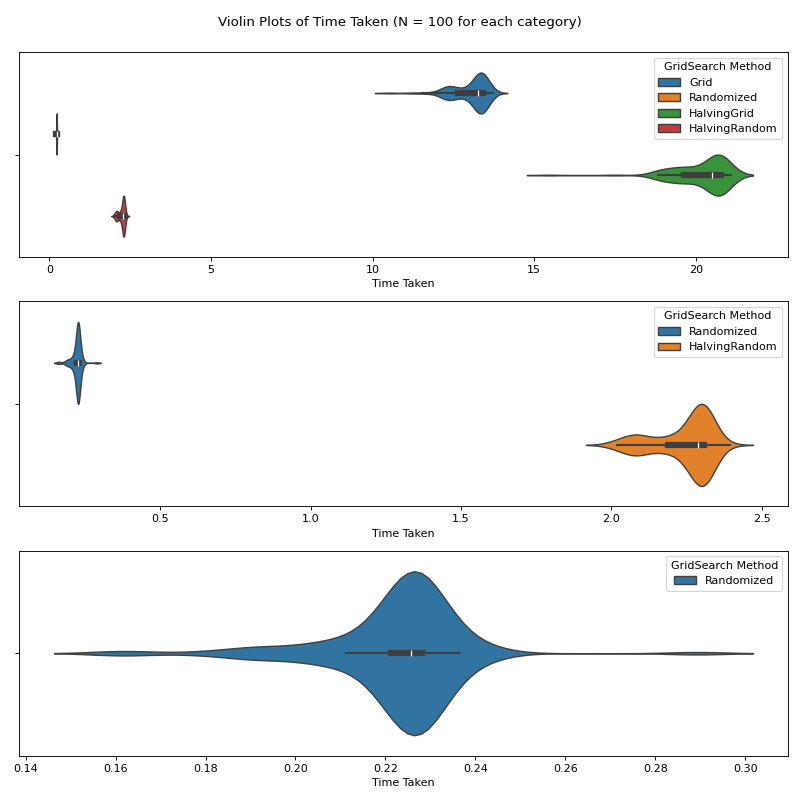 Violin Plots of Time Taken (N = 100 for each category)
GridSearch Method
Grid
Randomized
HalvingGrid
HalvingRandom
0 5 10 15 20
Time Taken
GridSearch Method
Randomized
HalvingRandom
0.5 1.0 1.5 2.0 2.5
Time Taken
GridSearch Method
Randomized
0.14 0.16 0.18 0.20 0.22 0.24 0.26 0.28 0.30
Time Taken